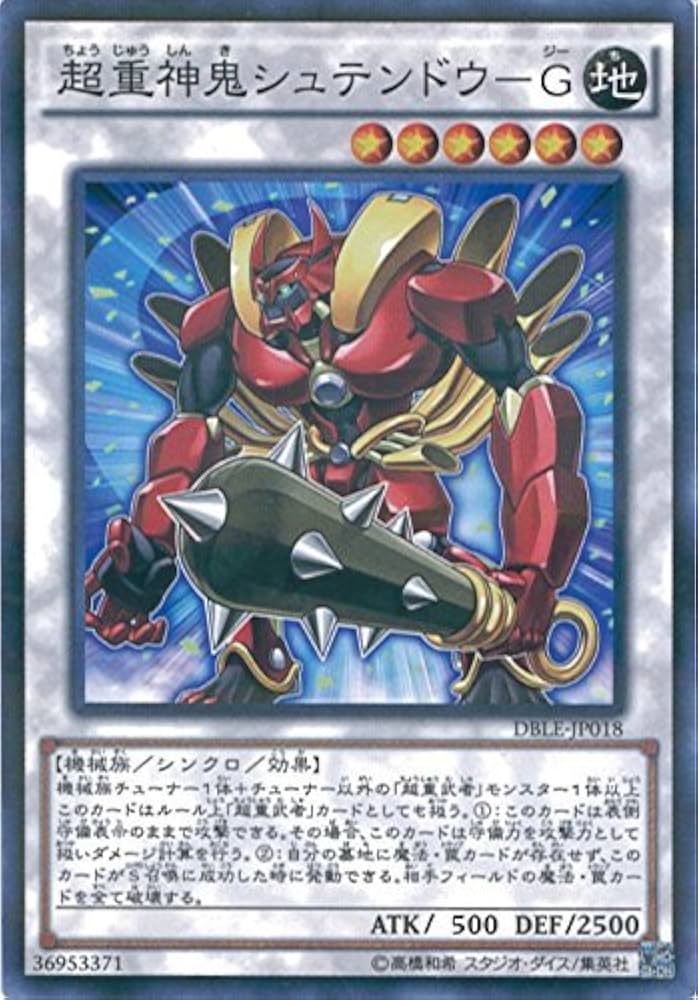 ちょう じゅう しん き ジー
超重神鬼シュテンドウ－G
ち
地
DBLE-JP018
【機械族／シンクロ／効果】
機械族チューナー1体＋チューナー以外の「超重武者」モンスター1体以上
このカードはルール上「超重武者」カードとしても扱う。①：このカードは表側
守備表示のままで攻撃できる。その場合、このカードは守備力を攻撃力として
扱いダメージ計算を行う。②：自分の墓地に魔法・罠カードが存在せず、この
カードがS召喚に成功した時に発動できる。相手フィールドの魔法・罠カー
ドを全て破壊する。
ATK/ 500 DEF/2500
36953371
©高橋和希 スタジオ・ダイス/集英社